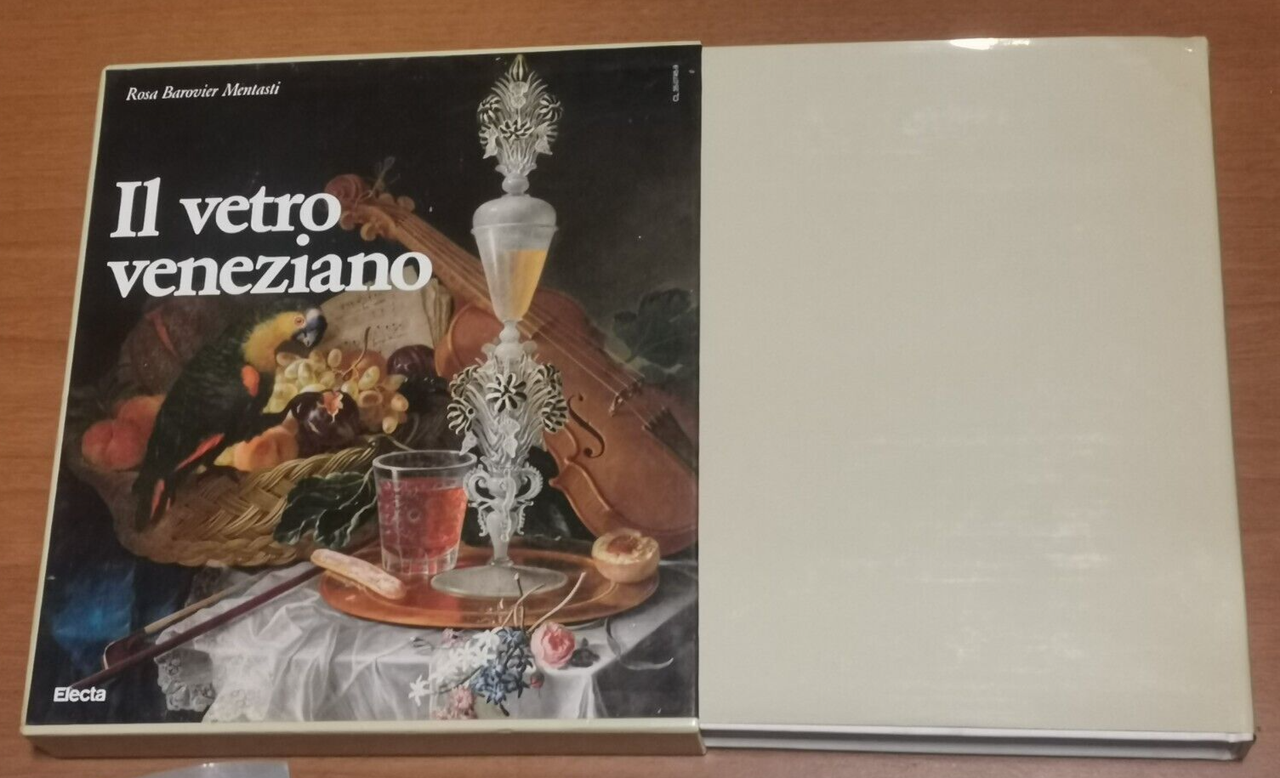 Rosa Barovier Mentasti
Il vetro
veneziano
Electa